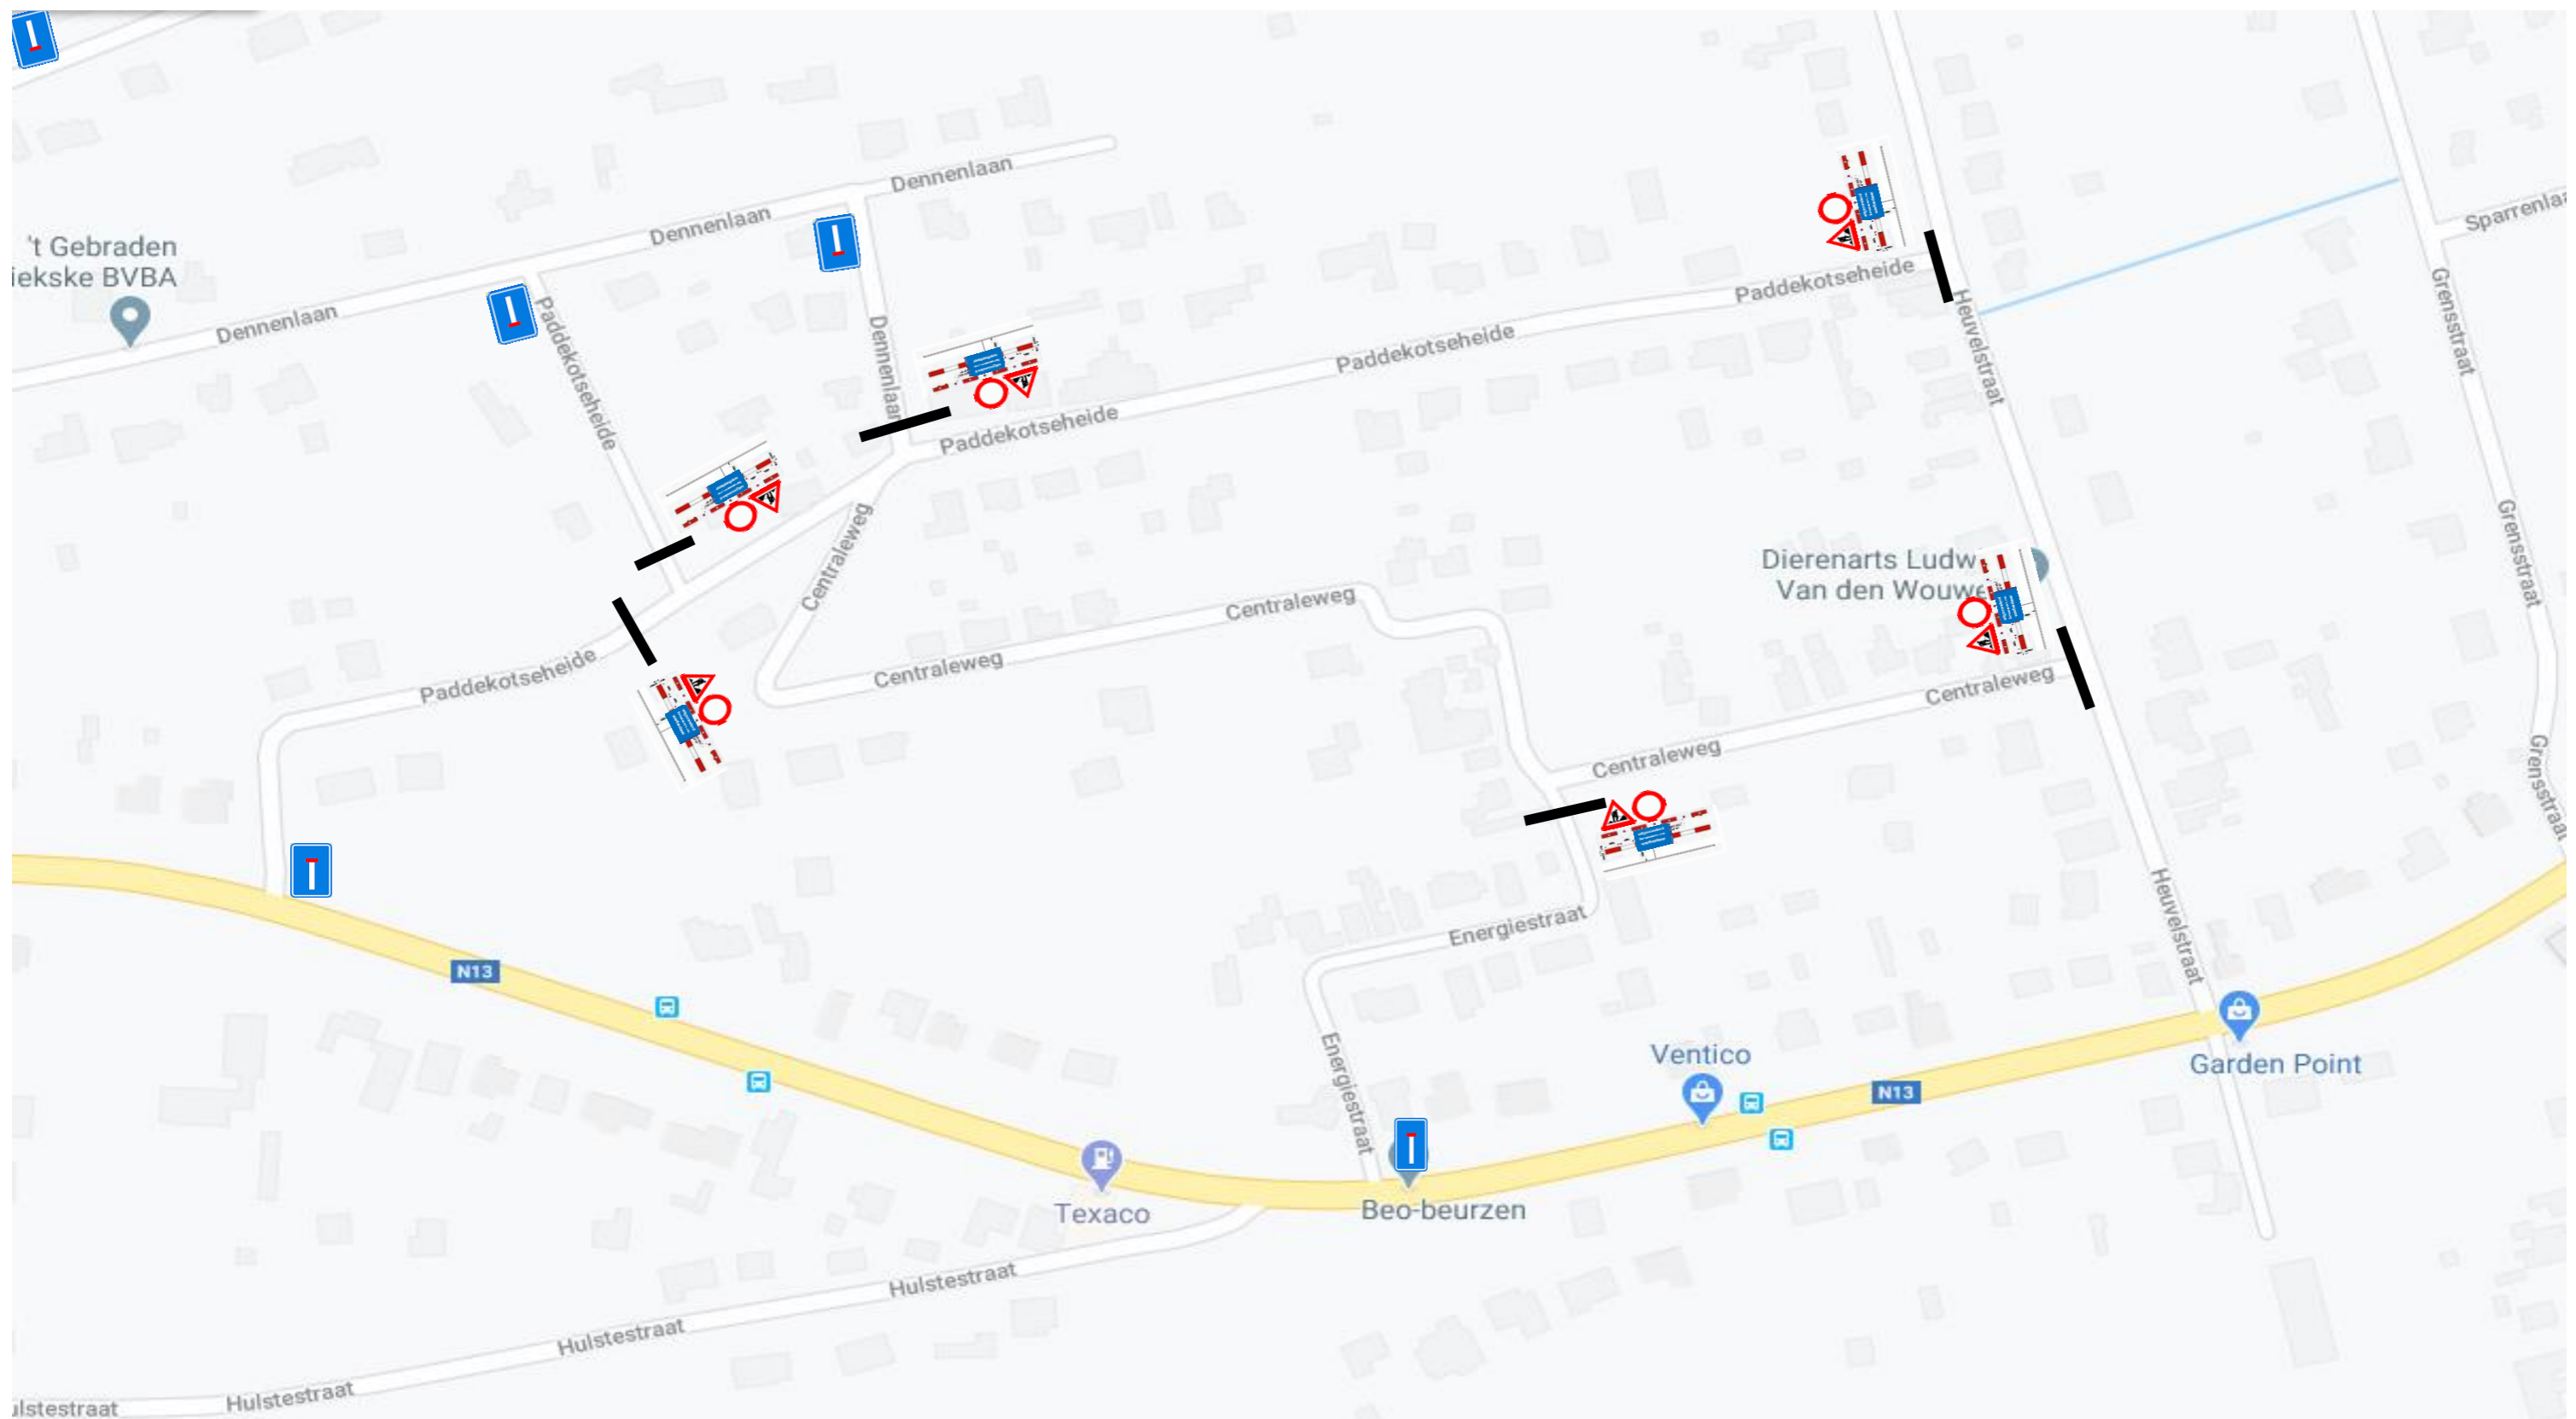 Dennenlaan
Dennenlaan
't Gebraden
iekske BVBA
Dennenlaan
Paddekotseheide
Dennenlaan
Paddekotseheide
Paddekotseheide
Paddekotseheide
Heuvelstraat
Sparrenlaa
Grensstraat
Grensstraat
Grensstraat
Centraleweg
Paddekotseheide
Centraleweg
Centraleweg
Dierenarts Ludw
Van den Wouwe
Centraleweg
Centraleweg
Heuvelstraat
Energiestraat
Energiestraat
N13
Ventico
N13
Garden Point
Texaco
Beo-beurzen
Hulstestraat
Hulstestraat
Hulstestraat
ulstestraat